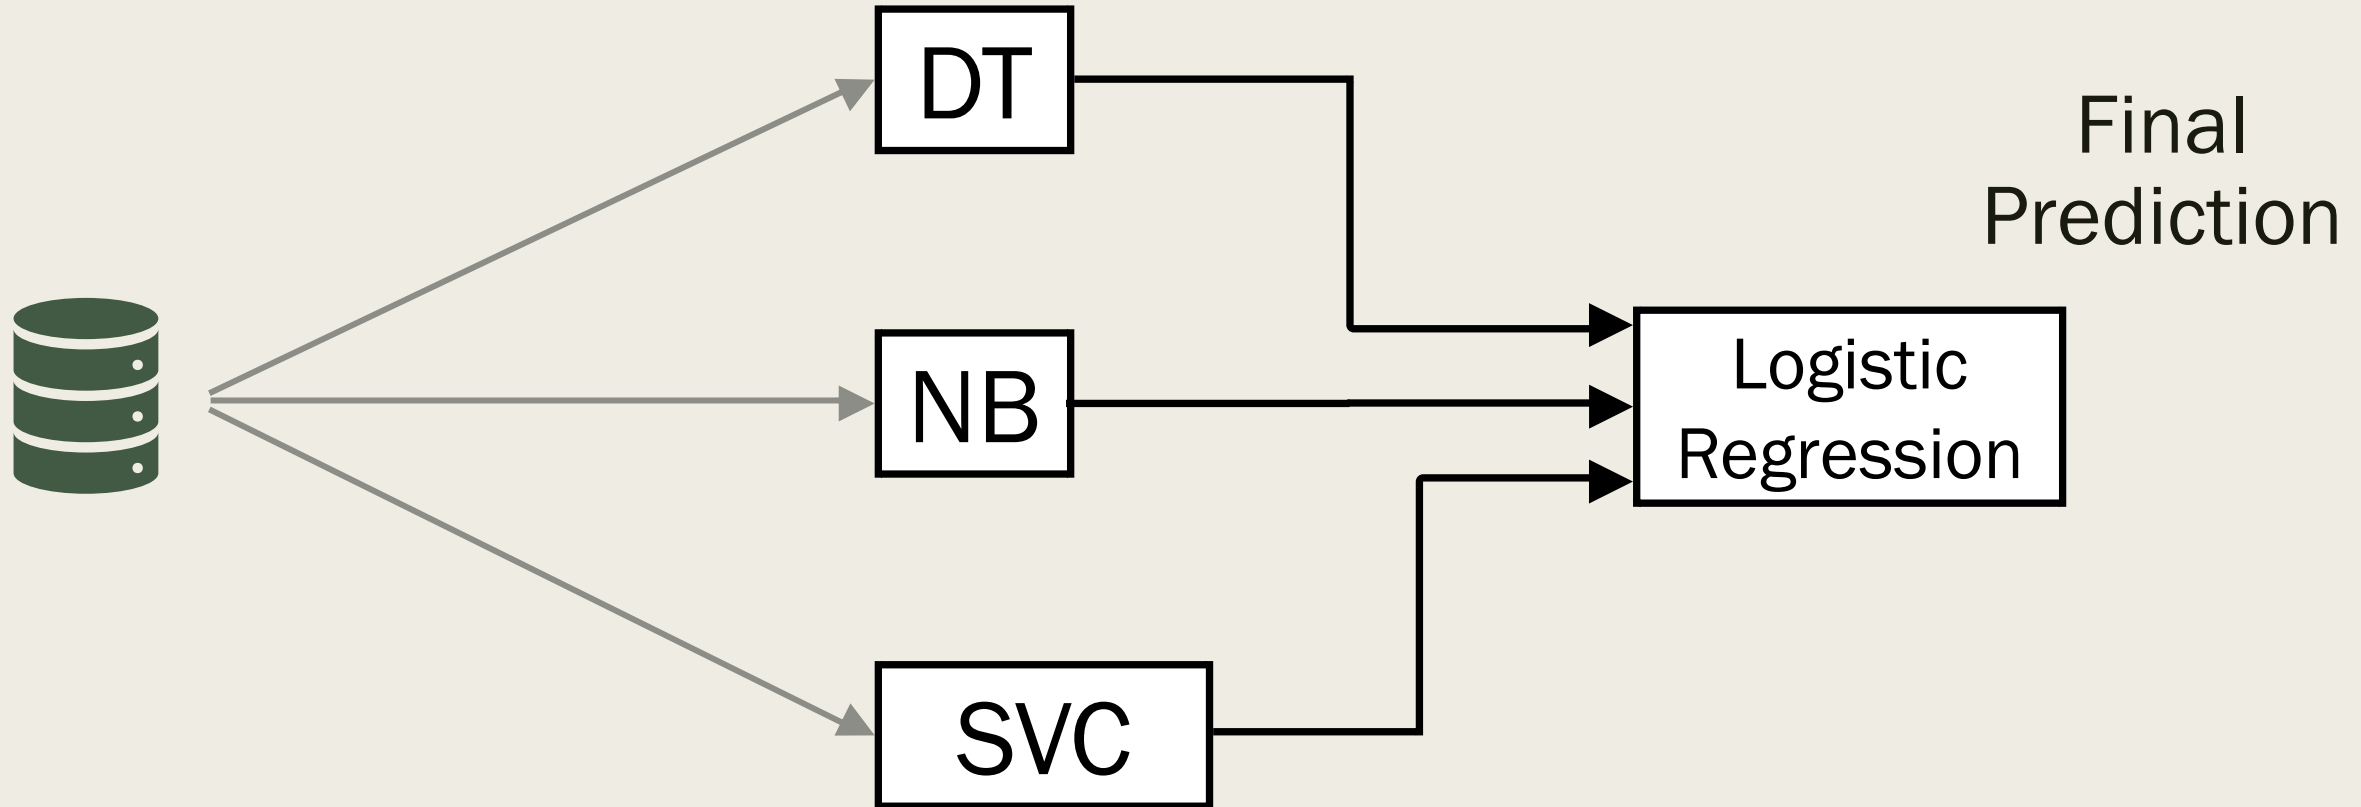 DT
Final
Prediction
NB
Logistic
Regression
SVC